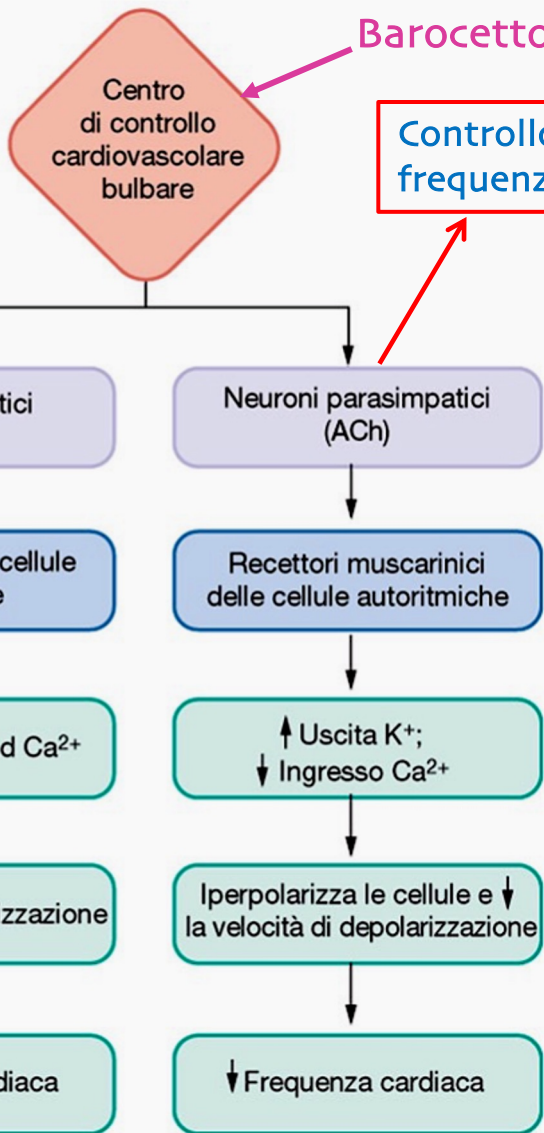 Barocetto
Centro
di controllo
cardiovascolare
bulbare
Controllo
frequenz
tici
Neuroni parasimpatici
(ACh)
cellule
e
Recettori muscarinici
delle cellule autoritmiche
d Ca²⁺
↑ Uscita K⁺;
↓ Ingresso Ca²⁺
zzazione
Iperpolarizza le cellule e ↓
la velocità di depolarizzazione
diaca
↓ Frequenza cardiaca